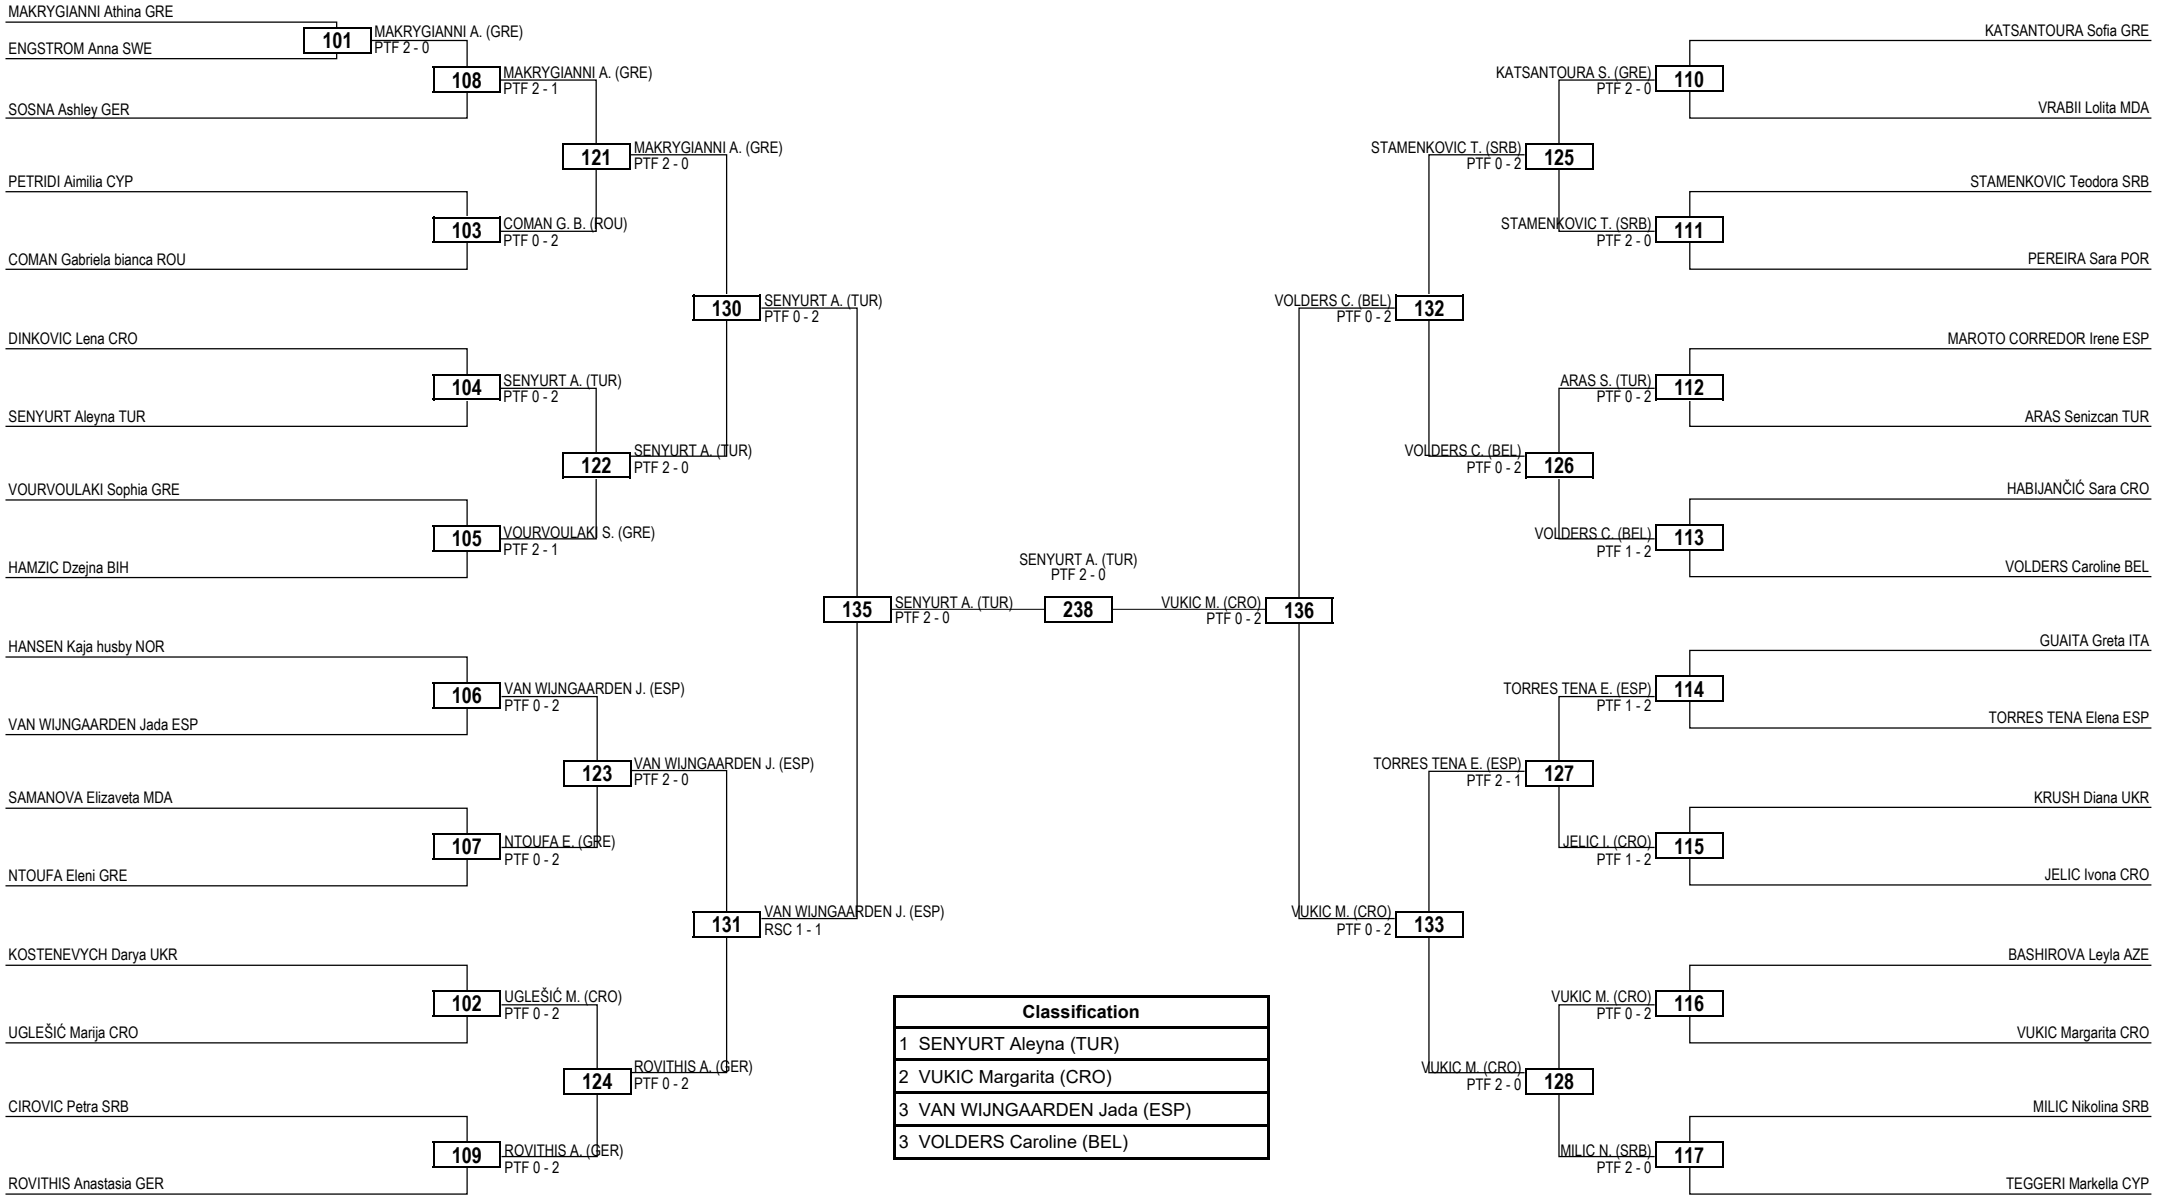 MAKRYGIANNI Athina GRE
101
MAKRYGIANNI A. (GRE)
PTF 2 - 0
ENGSTROM Anna SWE
108
MAKRYGIANNI A. (GRE)
PTF 2 - 1
SOSNA Ashley GER
121
MAKRYGIANNI A. (GRE)
PTF 2 - 0
PETRIDI Aimilia CYP
103
COMAN G. B. (ROU)
PTF 0 - 2
COMAN Gabriela bianca ROU
130
SENYURT A. (TUR)
PTF 0 - 2
DINKOVIC Lena CRO
104
SENYURT A. (TUR)
PTF 0 - 2
SENYURT Aleyna TUR
122
SENYURT A. (TUR)
PTF 2 - 0
VOURVOULAKI Sophia GRE
105
VOURVOULAKI S. (GRE)
PTF 2 - 1
HAMZIC Dzejna BIH
135
SENYURT A. (TUR)
PTF 2 - 0
HANSEN Kaja husby NOR
106
VAN WIJNGAARDEN J. (ESP)
PTF 0 - 2
VAN WIJNGAARDEN Jada ESP
123
VAN WIJNGAARDEN J. (ESP)
PTF 2 - 0
SAMANOVA Elizaveta MDA
107
NTOUFA E. (GRE)
PTF 0 - 2
NTOUFA Eleni GRE
131
VAN WIJNGAARDEN J. (ESP)
RSC 1 - 1
KOSTENEVYCH Darya UKR
102
UGLEŠIĆ M. (CRO)
PTF 0 - 2
UGLEŠIĆ Marija CRO
124
ROVITHIS A. (GER)
PTF 0 - 2
CIROVIC Petra SRB
109
ROVITHIS A. (GER)
PTF 0 - 2
ROVITHIS Anastasia GER
SENYURT A. (TUR)
PTF 2 - 0
238
KATSANTOURA Sofia GRE
KATSANTOURA S. (GRE)
PTF 2 - 0
110
VRABII Lolita MDA
STAMENKOVIC T. (SRB)
PTF 0 - 2
125
STAMENKOVIC Teodora SRB
STAMENKOVIC T. (SRB)
PTF 2 - 0
111
PEREIRA Sara POR
VOLDERS C. (BEL)
PTF 0 - 2
132
MAROTO CORREDOR Irene ESP
ARAS S. (TUR)
PTF 0 - 2
112
ARAS Senizcan TUR
VOLDERS C. (BEL)
PTF 0 - 2
126
HABIJANČIĆ Sara CRO
VOLDERS C. (BEL)
PTF 1 - 2
113
VOLDERS Caroline BEL
VUKIC M. (CRO)
PTF 0 - 2
136
GUAITA Greta ITA
TORRES TENA E. (ESP)
PTF 1 - 2
114
TORRES TENA Elena ESP
TORRES TENA E. (ESP)
PTF 2 - 1
127
KRUSH Diana UKR
JELIC I. (CRO)
PTF 1 - 2
115
JELIC Ivona CRO
VUKIC M. (CRO)
PTF 0 - 2
133
BASHIROVA Leyla AZE
VUKIC M. (CRO)
PTF 0 - 2
116
VUKIC Margarita CRO
VUKIC M. (CRO)
PTF 2 - 0
128
MILIC Nikolina SRB
MILIC N. (SRB)
PTF 2 - 0
117
TEGGERI Markella CYP
Classification
1 SENYURT Aleyna (TUR)
2 VUKIC Margarita (CRO)
3 VAN WIJNGAARDEN Jada (ESP)
3 VOLDERS Caroline (BEL)